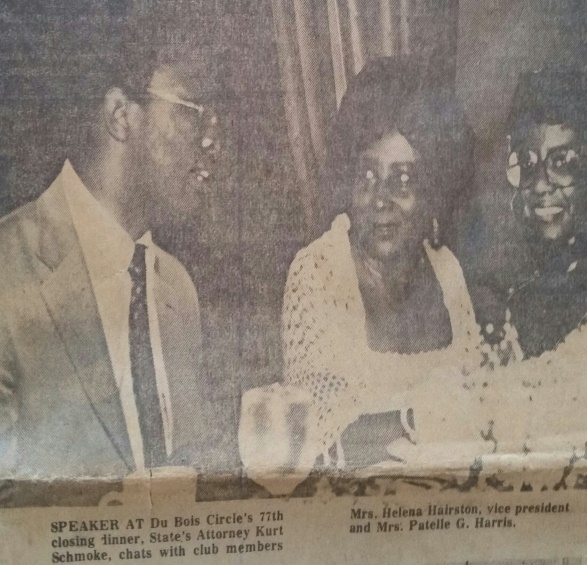 SPEAKER AT Du Bois Circle's 77th
closing dinner, State's Attorney Kurt
Schmoke, chats with club members
Mrs. Helena Hairston, vice president
and Mrs. Patelle G. Harris.